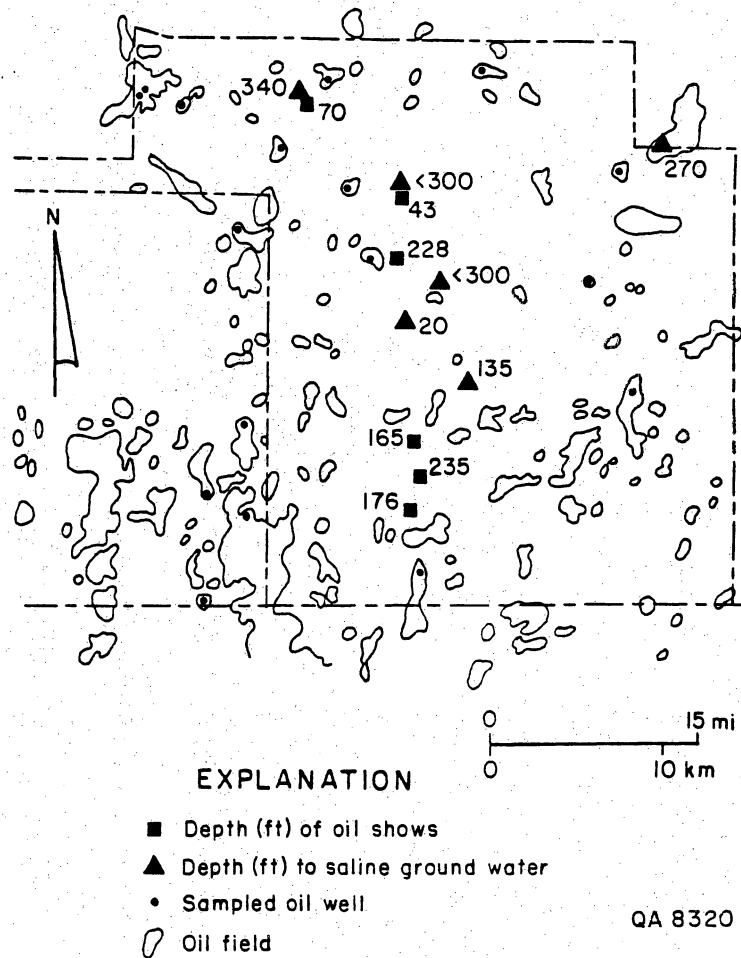 340
70
270
<300
43
N
228
<300
20
135
165
235
176
0 15 mi
0 10 km
EXPLANATION
Depth (ft) of oil shows
Depth (ft) to saline ground water
Sampled oil well
Oil field
QA 8320